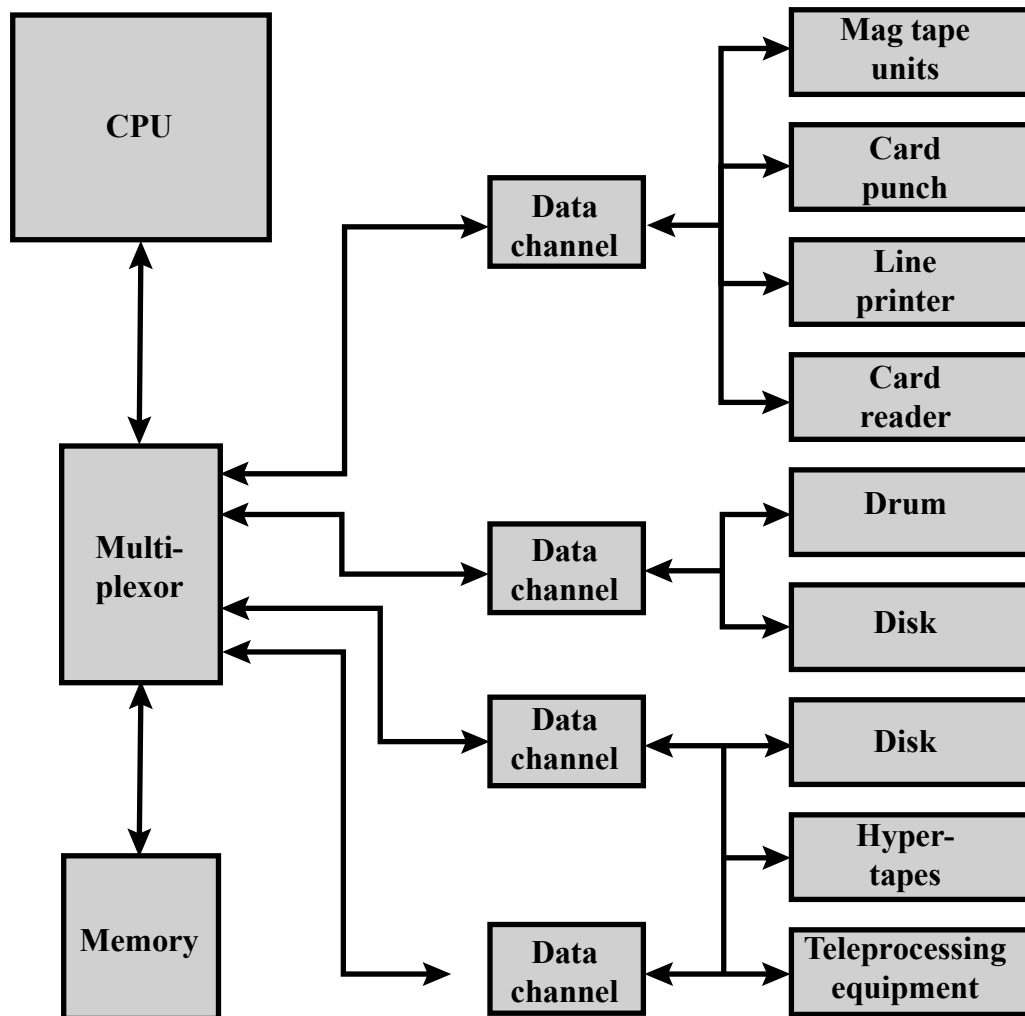 CPU
Multi-
plexor
Memory
Data
channel
Data
channel
Data
channel
Data
channel
Mag tape
units
Card
punch
Line
printer
Card
reader
Drum
Disk
Disk
Hyper-
tapes
Teleprocessing
equipment